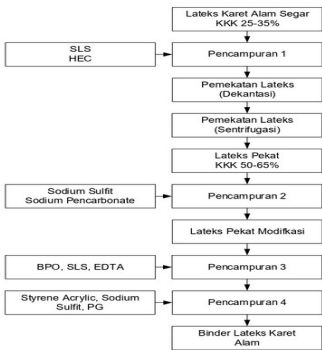 Lateks Karet Alam Segar
KKK 25-35%
SLS
HEC
Pencampuran 1
Pemekatan Lateks
(Dekantasi)
Pemekatan Lateks
(Sentrifugasi)
Lateks Pekat
KKK 50-65%
Sodium Sulfit
Sodium Pencarbonate
Pencampuran 2
Lateks Pekat Modifkasi
BPO, SLS, EDTA
Pencampuran 3
Styrene Acrylic, Sodium
Sulfit, PG
Pencampuran 4
Binder Lateks Karet
Alam